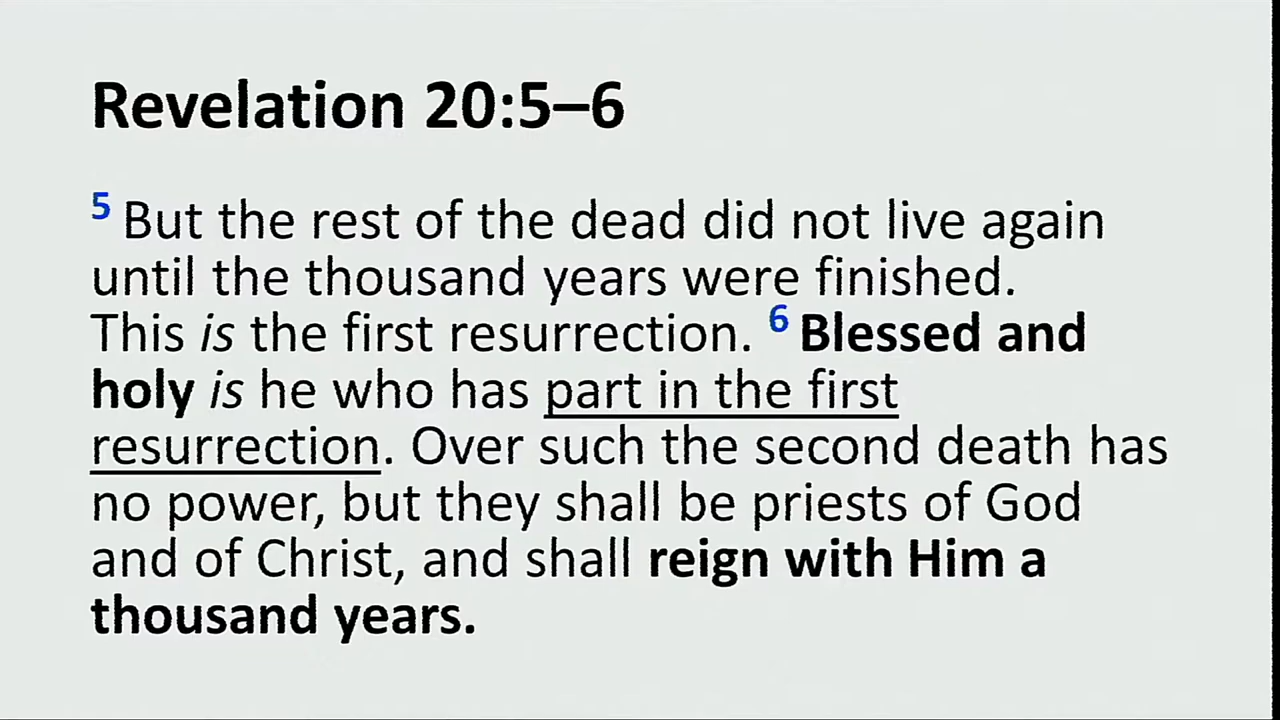 Revelation 20:5–6
5 But the rest of the dead did not live again
until the thousand years were finished.
This is the first resurrection. 6 Blessed and
holy is he who has part in the first
resurrection. Over such the second death has
no power, but they shall be priests of God
and of Christ, and shall reign with Him a
thousand years.